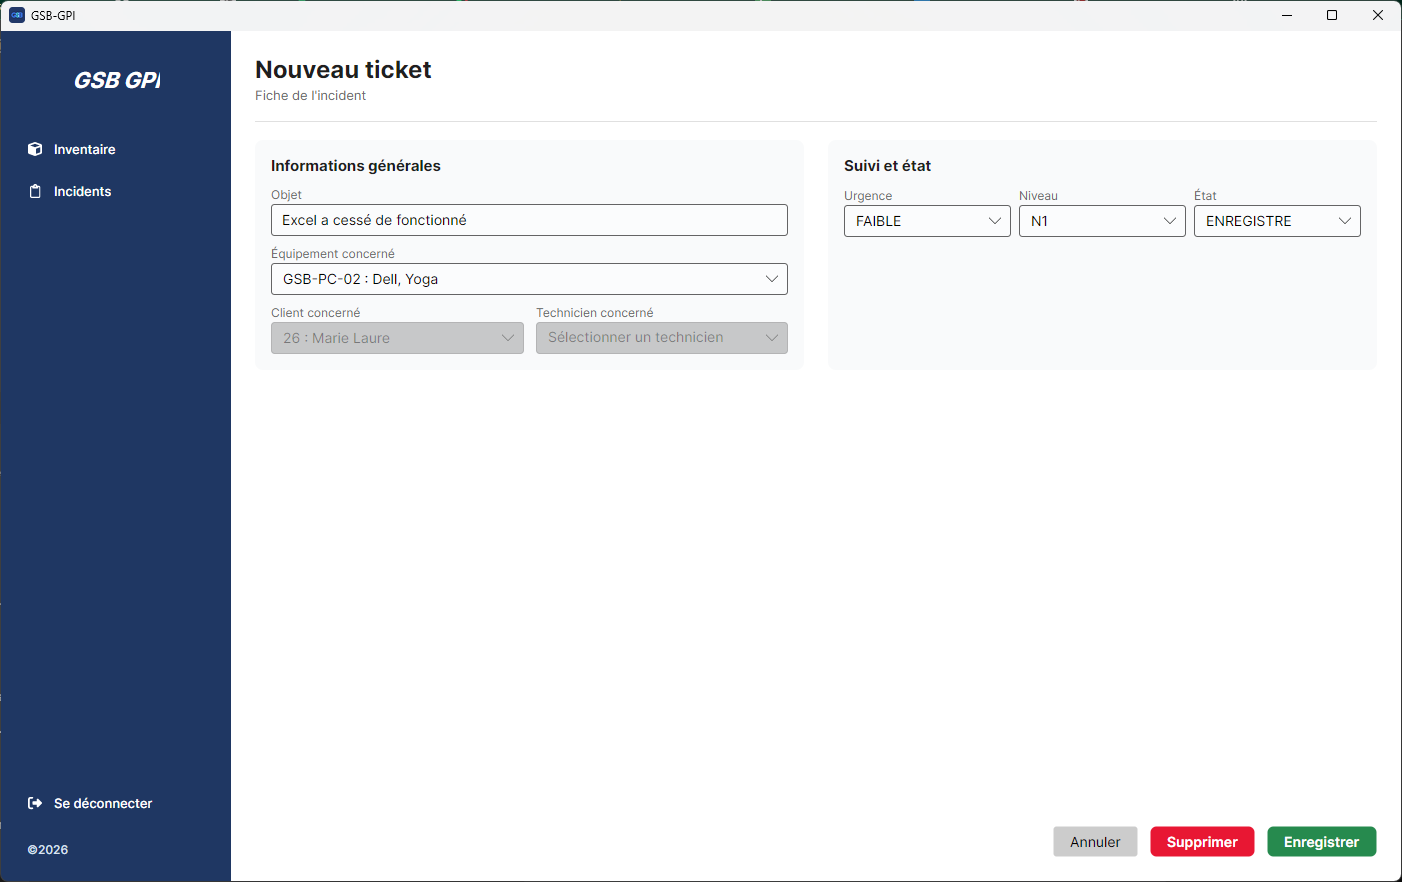 GSB-GPI
GSB GPI
Inventaire
Incidents
Se déconnecter
©2026
Nouveau ticket
Fiche de l'incident
Informations générales
Objet
Excel a cessé de fonctionné
Équipement concerné
GSB-PC-02 : Dell, Yoga
Client concerné
26 : Marie Laure
Technicien concerné
Sélectionner un technicien
Suivi et état
Urgence
FAIBLE
Niveau
N1
État
ENREGISTRE
Annuler
Supprimer
Enregistrer